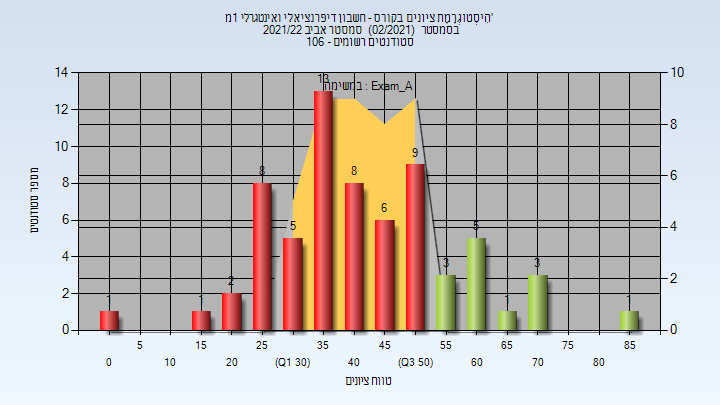 היסטוגרמת ציונים בקורס - חשבון דיפרנציאלי ואינטגרלי 1מ'
בסמסטר (02/2021) סמסטר אביב 2021/22
סטודנטים רשומים - 106
במשימה : Exam_A
מספר סטודנטים
14 12 10 8 6 4 2 0
10 8 6 4 2 0
1 1 2 8 5 13 8 6 9 3 5 1 3 1
5 15 25 35 45 55 65 75 85
0 10 20 (Q1 30) 40 (Q3 50) 60 70 80
טווח ציונים